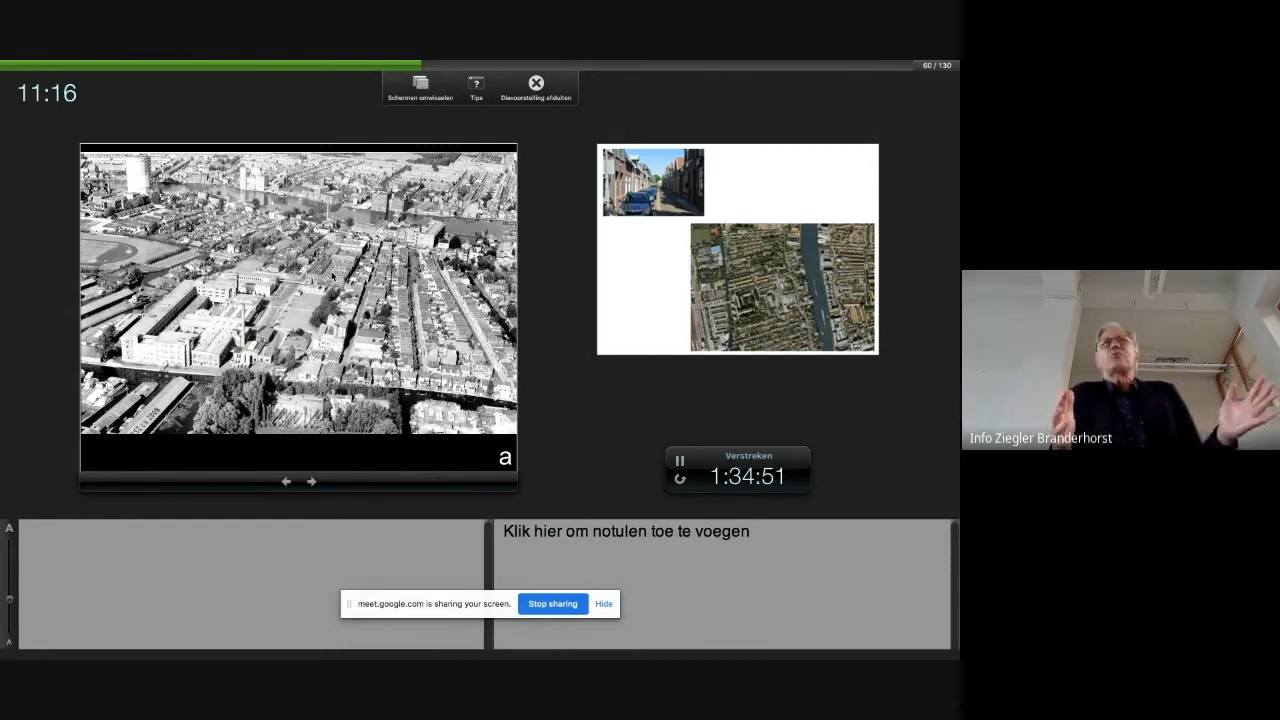 60 / 130
11:16
Schermen omwisselen
Tips
Diavoorstelling afsluiten
a
Verstreken
1:34:51
A
Klik hier om notulen toe te voegen
meet.google.com is sharing your screen.
Stop sharing
Hide
A
Info Ziegler Branderhorst